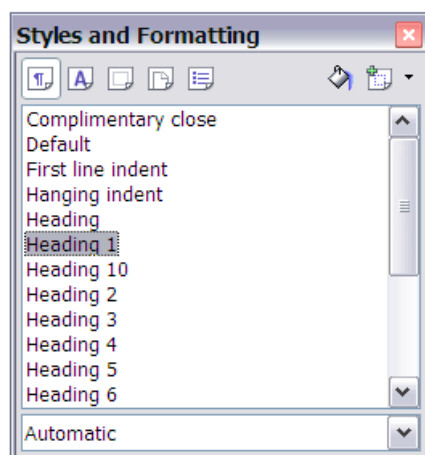 Styles and Formatting
Complimentary close
Default
First line indent
Hanging indent
Heading
Heading 1
Heading 10
Heading 2
Heading 3
Heading 4
Heading 5
Heading 6
Automatic